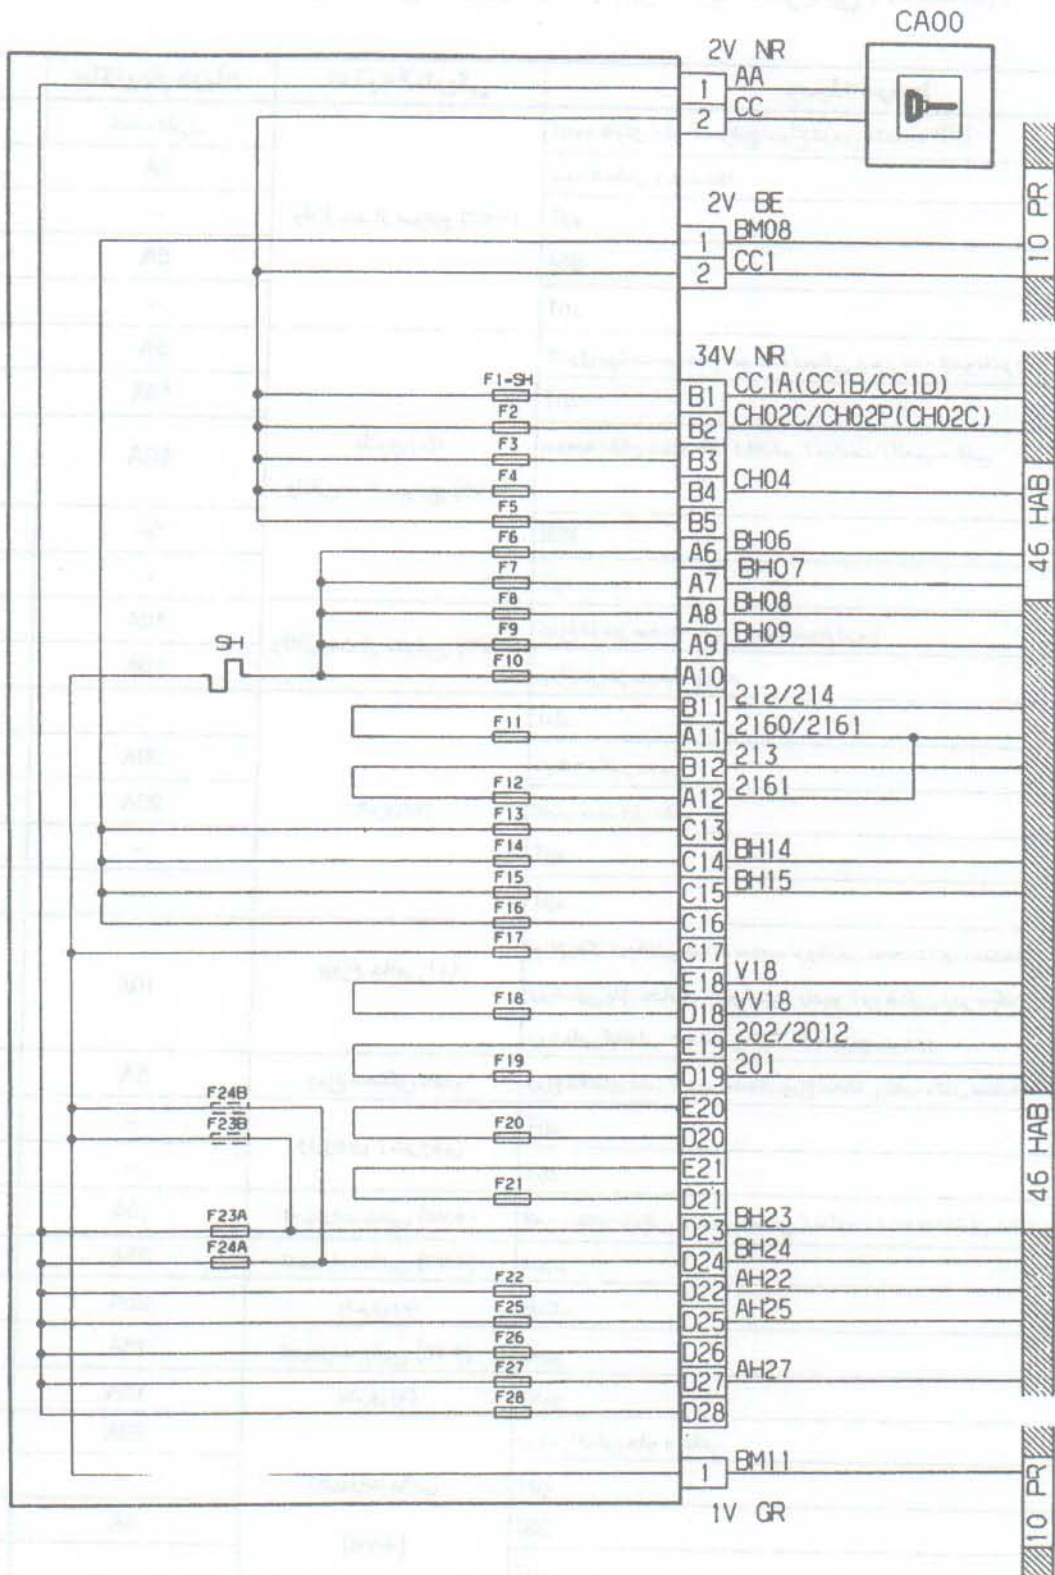 CA00
2V NR
1 AA
2 CC
10 PR
2V BE
1 BM08
2 CC1
34V NR
F1-SH B1 CC1A(CC1B/CC1D)
F2 B2 CH02C/CH02P(CH02C)
F3 B3
F4 B4 CH04
F5 B5
46 HAB
F6 A6 BH06
F7 A7 BH07
F8 A8 BH08
F9 A9 BH09
SH
F10 A10
B11 212/214
F11 A11 2160/2161
B12 213
F12 A12 2161
F13 C13
F14 C14 BH14
F15 C15 BH15
F16 C16
F17 C17
E18 V18
F18 D18 VV18
E19 202/2012
F19 D19 201
F24B E20
F23B F20 D20
E21
F21 D21
46 HAB
F23A D23 BH23
F24A D24 BH24
F22 D22 AH22
F25 D25 AH25
F26 D26
F27 D27 AH27
F28 D28
1 BM11
1V GR
10 PR